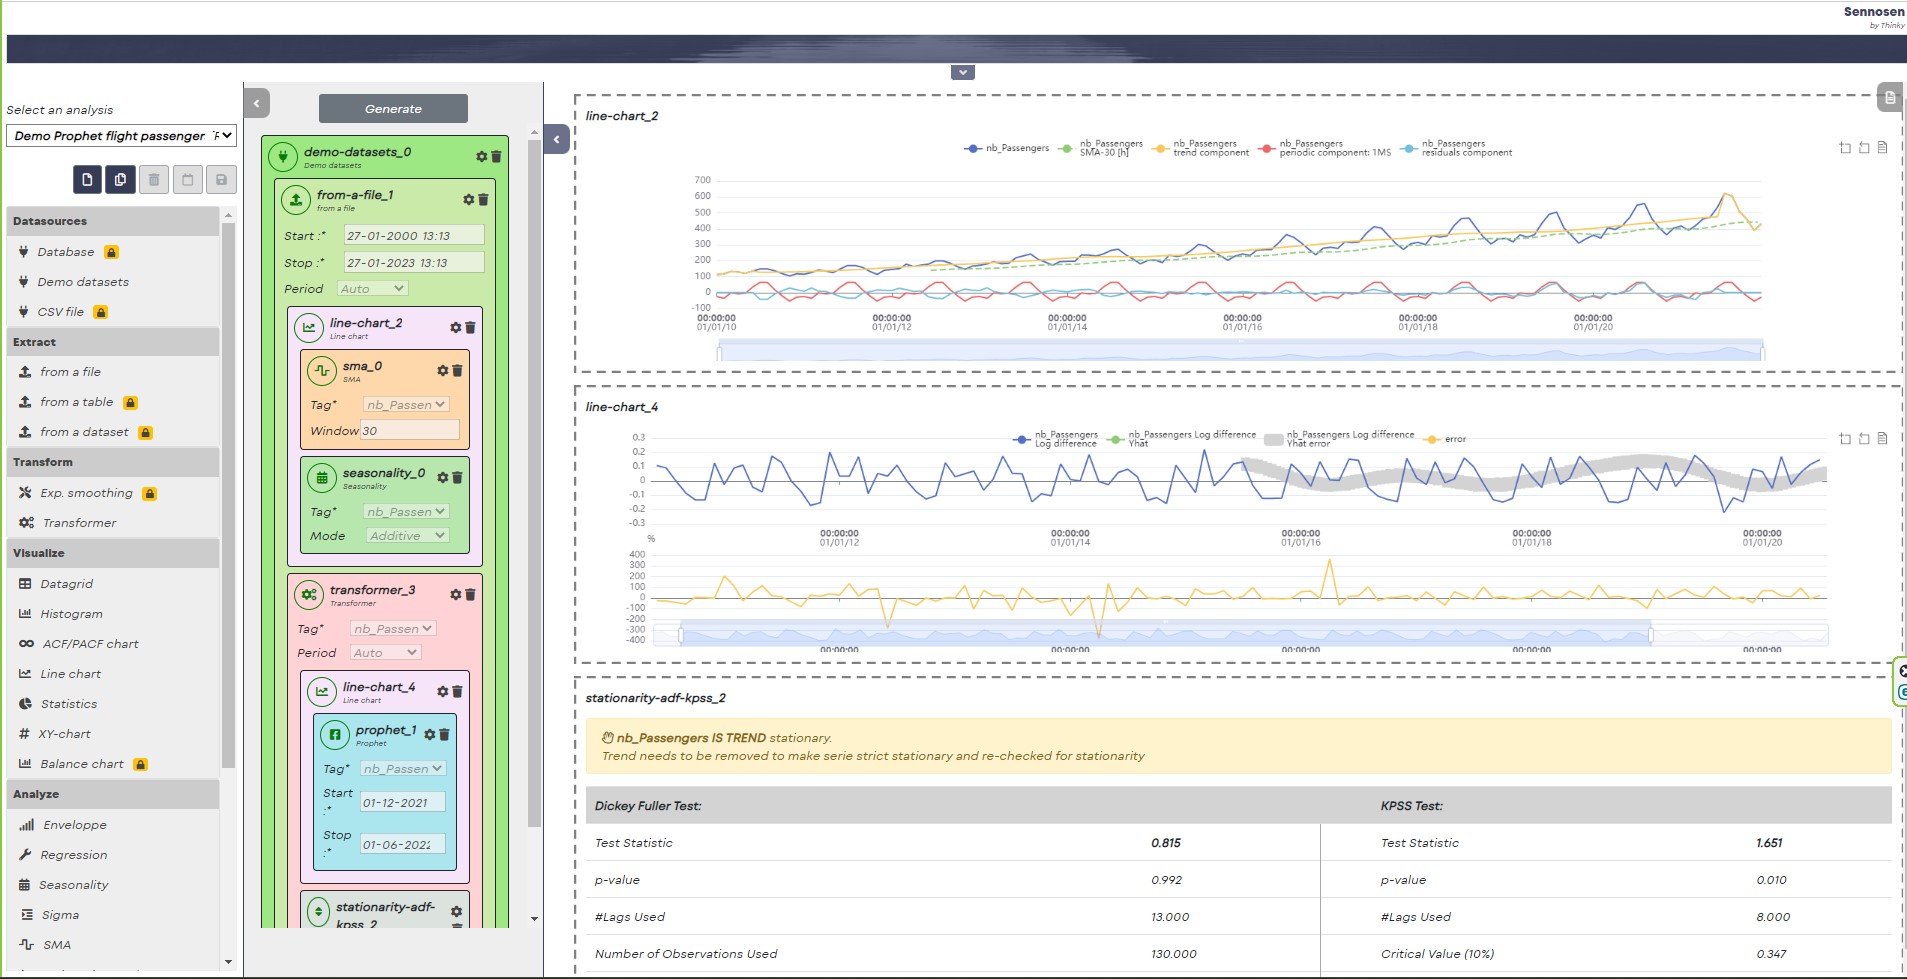 Sennosen
by Thinky
Select an analysis
Demo Prophet flight passenger
Datasources
Database
Demo datasets
CSV file
Extract
from a file
from a table
from a dataset
Transform
Exp. smoothing
Transformer
Visualize
Datagrid
Histogram
ACF/PACF chart
Line chart
Statistics
XY-chart
Balance chart
Analyze
Enveloppe
Regression
Seasonality
Sigma
SMA
Generate
demo-datasets_0
Demo datasets
from-a-file_1
from a file
Start :* 27-01-2000 13:13
Stop :* 27-01-2023 13:13
Period Auto
line-chart_2
Line chart
sma_0
SMA
Tag* nb_Passen
Window 30
seasonality_0
Seasonality
Tag* nb_Passen
Mode Additive
transformer_3
Transformer
Tag* nb_Passen
Period Auto
line-chart_4
Line chart
prophet_1
Prophet
Tag* nb_Passen
Start :* 01-12-2021
Stop :* 01-06-2022
stationarity-adf-
kpss_2
line-chart_2
nb_Passengers
nb_Passengers
SMA-30 [h]
nb_Passengers
trend component
nb_Passengers
periodic component: 1MS
nb_Passengers
residuals component
700
600
500
400
300
200
100
0
-100
00:00:00 00:00:00 00:00:00 00:00:00 00:00:00 00:00:00
01/01/10 01/01/12 01/01/14 01/01/16 01/01/18 01/01/20
line-chart_4
nb_Passengers
Log difference
nb_Passengers Log difference
Yhat
nb_Passengers Log difference
Yhat error
error
0.3
0.2
0.1
0
-0.1
-0.2
-0.3
00:00:00 00:00:00 00:00:00 00:00:00 00:00:00
01/01/12 01/01/14 01/01/16 01/01/18 01/01/20
%
400
300
200
100
0
-100
-200
-300
-400
00:00:00 00:00:00 00:00:00 00:00:00 00:00:00
stationarity-adf-kpss_2
nb_Passengers IS TREND stationary.
Trend needs to be removed to make serie strict stationary and re-checked for stationarity
Dickey Fuller Test: KPSS Test:
Test Statistic 0.815 Test Statistic 1.651
p-value 0.992 p-value 0.010
#Lags Used 13.000 #Lags Used 8.000
Number of Observations Used 130.000 Critical Value (10%) 0.347